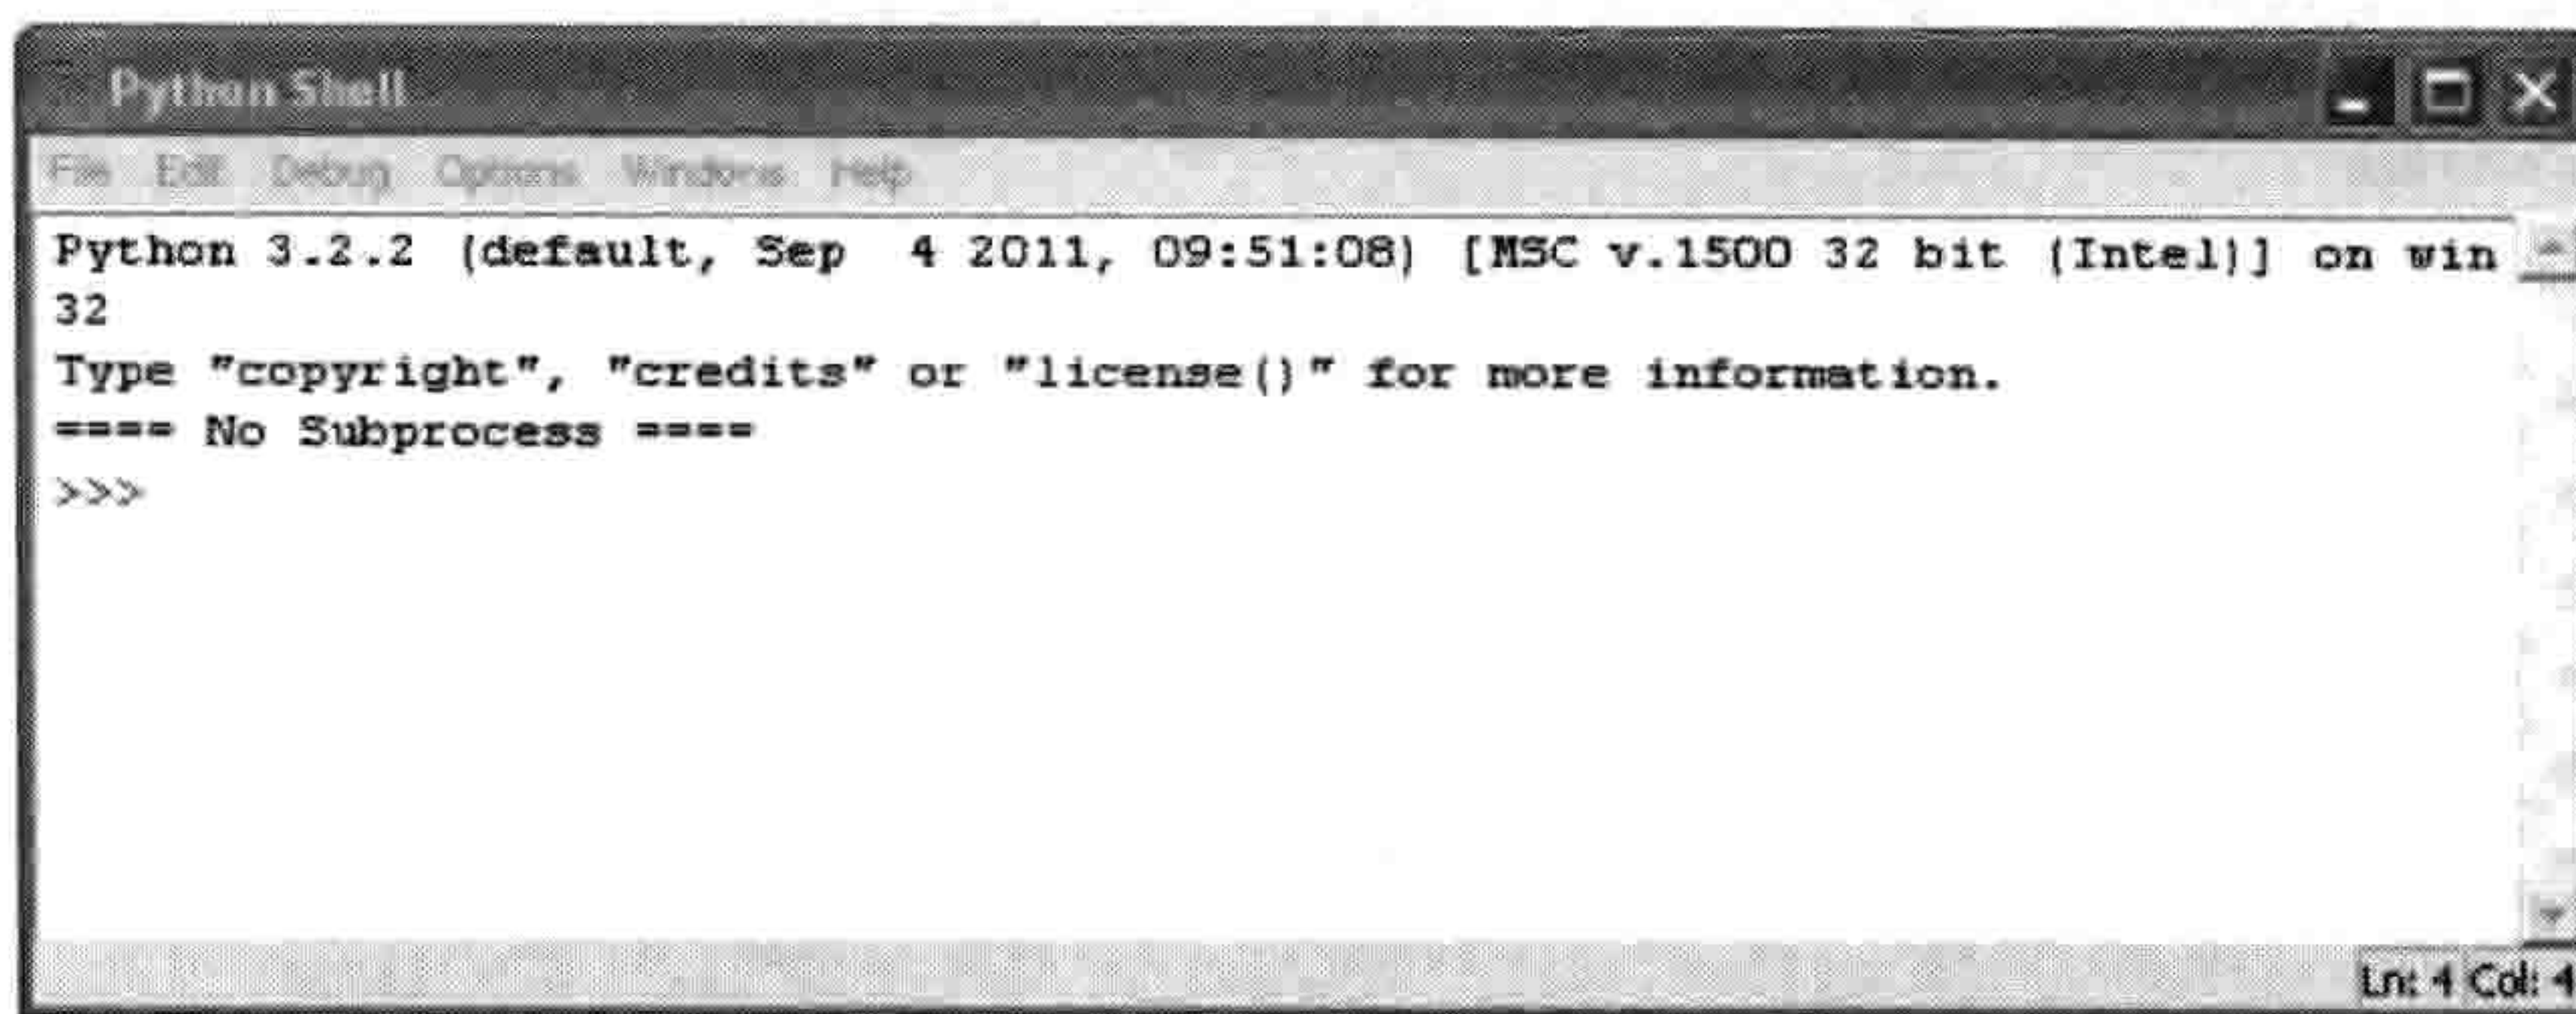 Python Shell
File Edit Debug Options Windows Help
Python 3.2.2 (default, Sep  4 2011, 09:51:08) [MSC v.1500 32 bit (Intel)] on win
32
Type "copyright", "credits" or "license()" for more information.
==== No Subprocess ====
>>>
Ln: 4 Col: 4